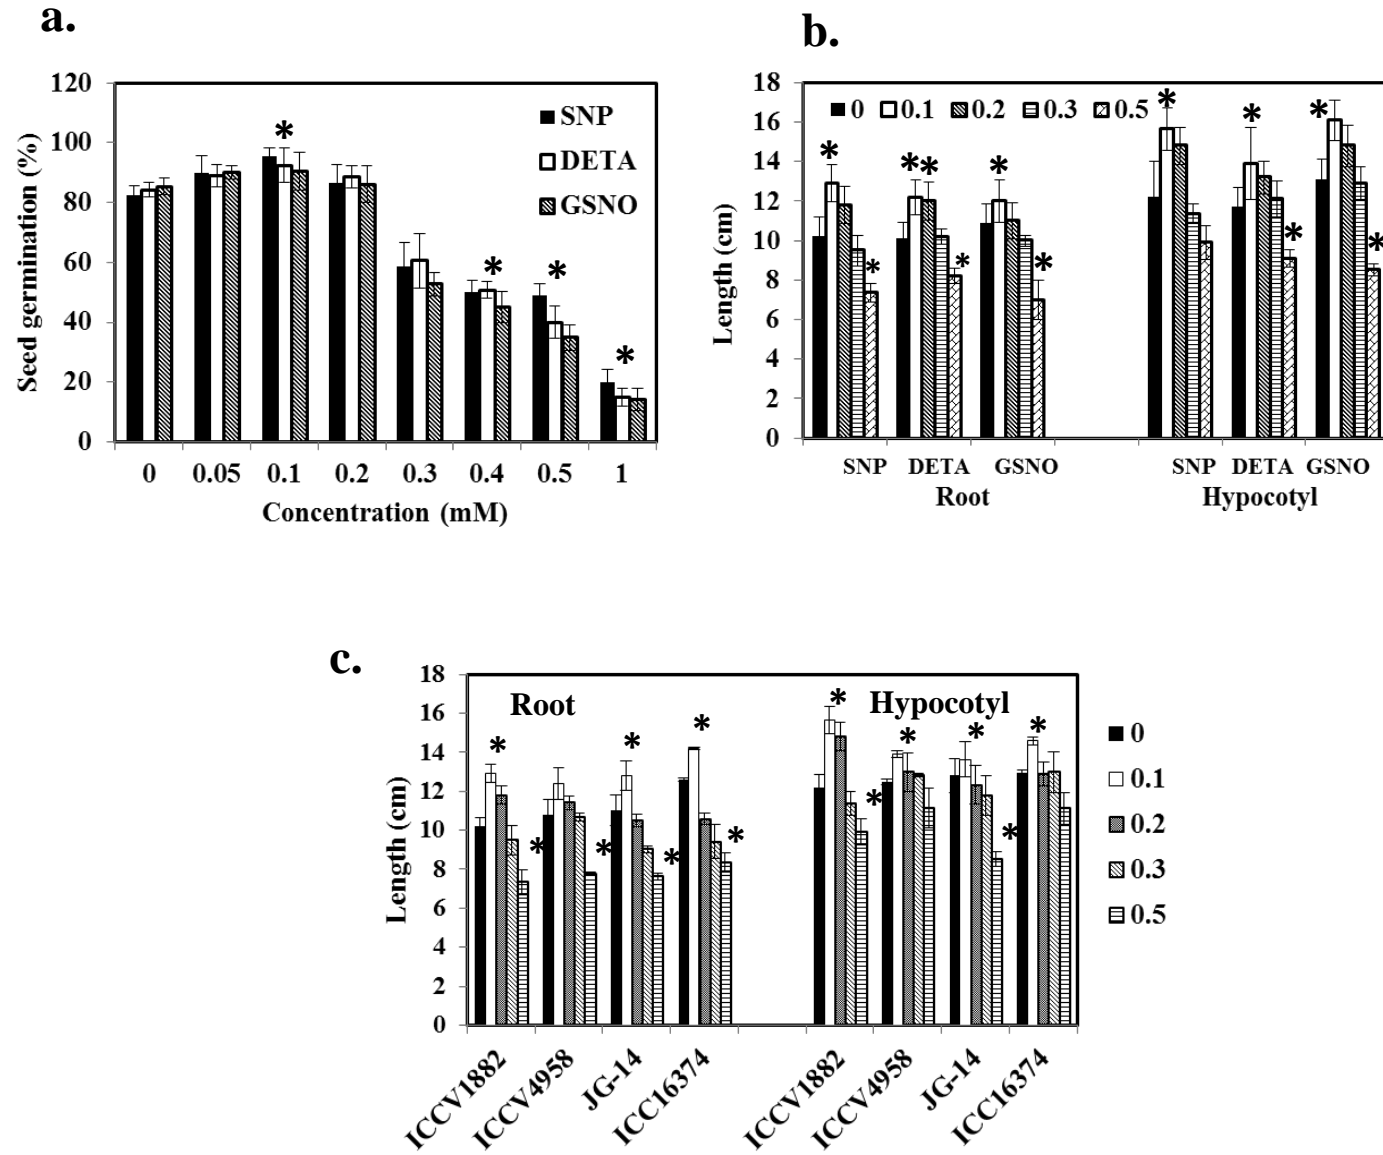 a.
120
100
80
60
40
20
0
Seed germination (%)
*
*
*
*
SNP
DETA
GSNO
0 0.05 0.1 0.2 0.3 0.4 0.5 1
Concentration (mM)
b.
18
16
14
12
10
8
6
4
2
0
Length (cm)
0 0.1 0.2 0.3 0.5
* * * * * * *
* * * * *
SNP DETA GSNO SNP DETA GSNO
Root Hypocotyl
c.
18
16
14
12
10
8
6
4
2
0
Length (cm)
Root Hypocotyl
* * * * * * *
* * * * * *
0
0.1
0.2
0.3
0.5
ICCV1882
ICCV4958
JG-14
ICC16374
ICCV1882
ICCV4958
JG-14
ICC16374